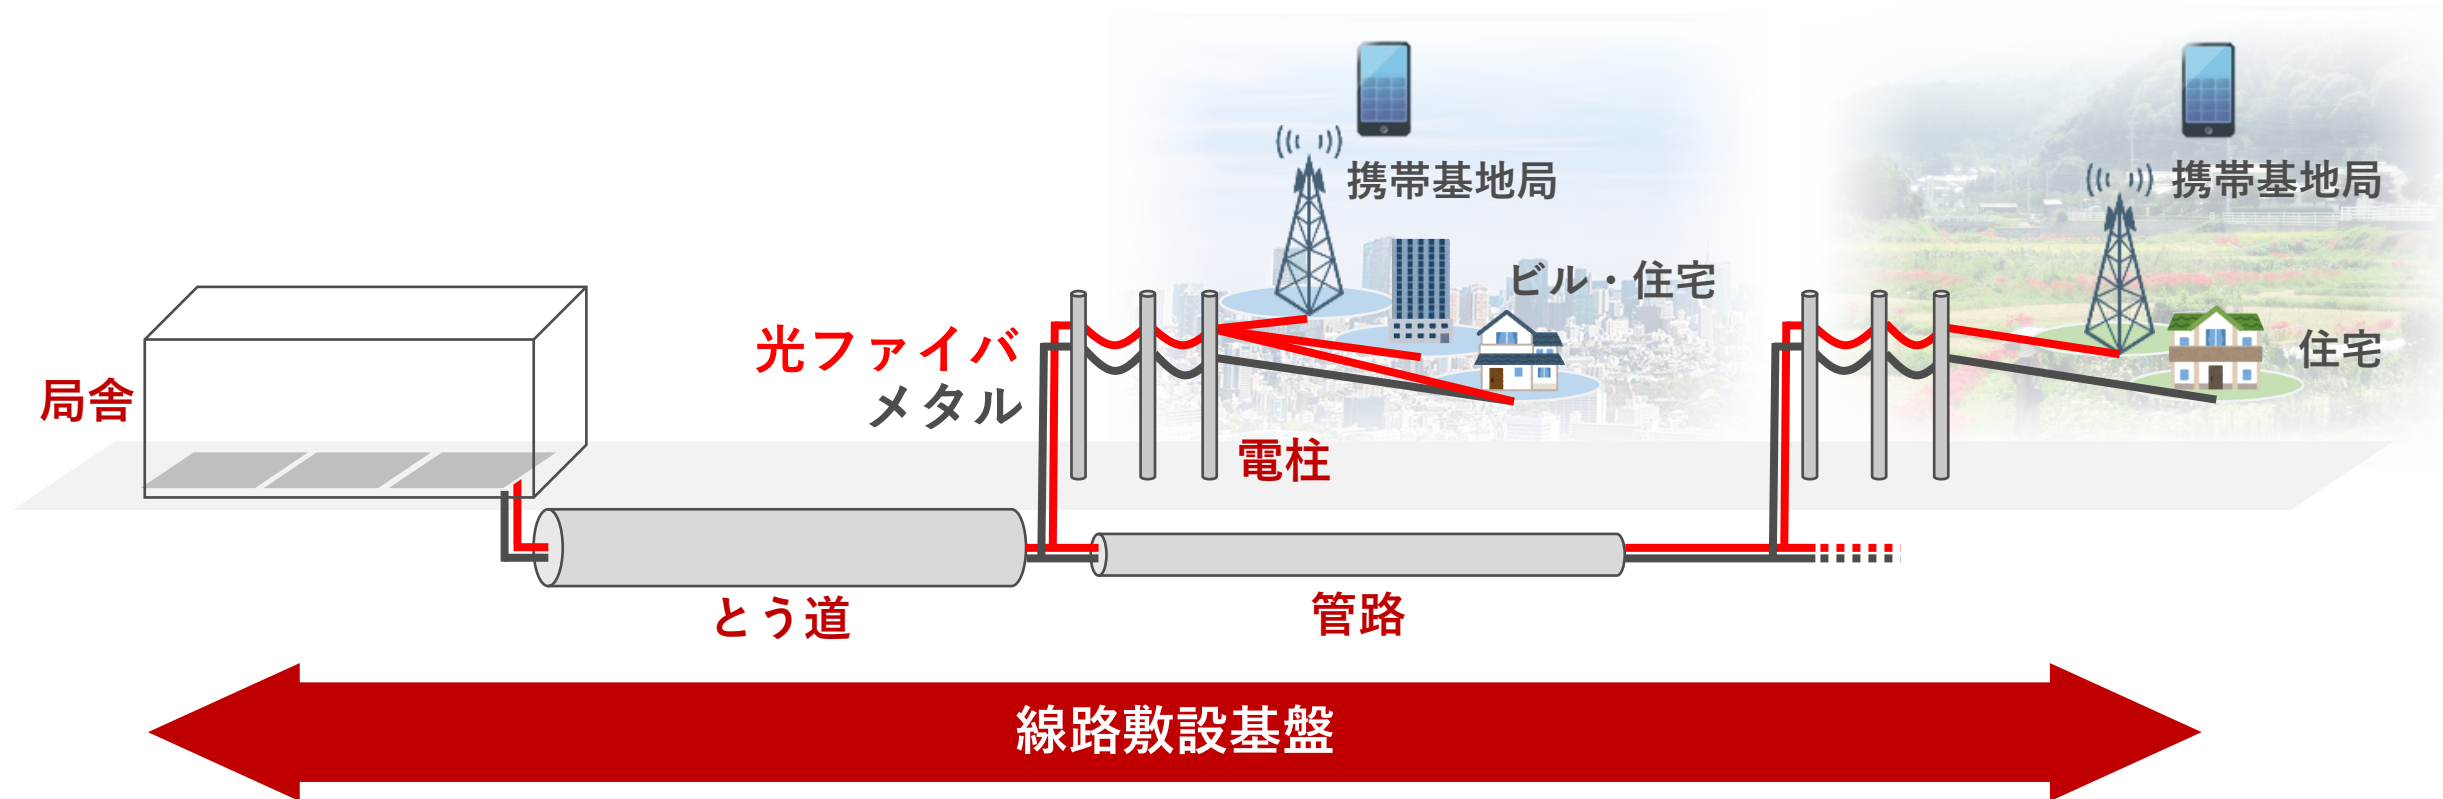 携帯基地局
携帯基地局
ビル・住宅
住宅
光ファイバ
メタル
局舎
電柱
とう道
管路
線路敷設基盤